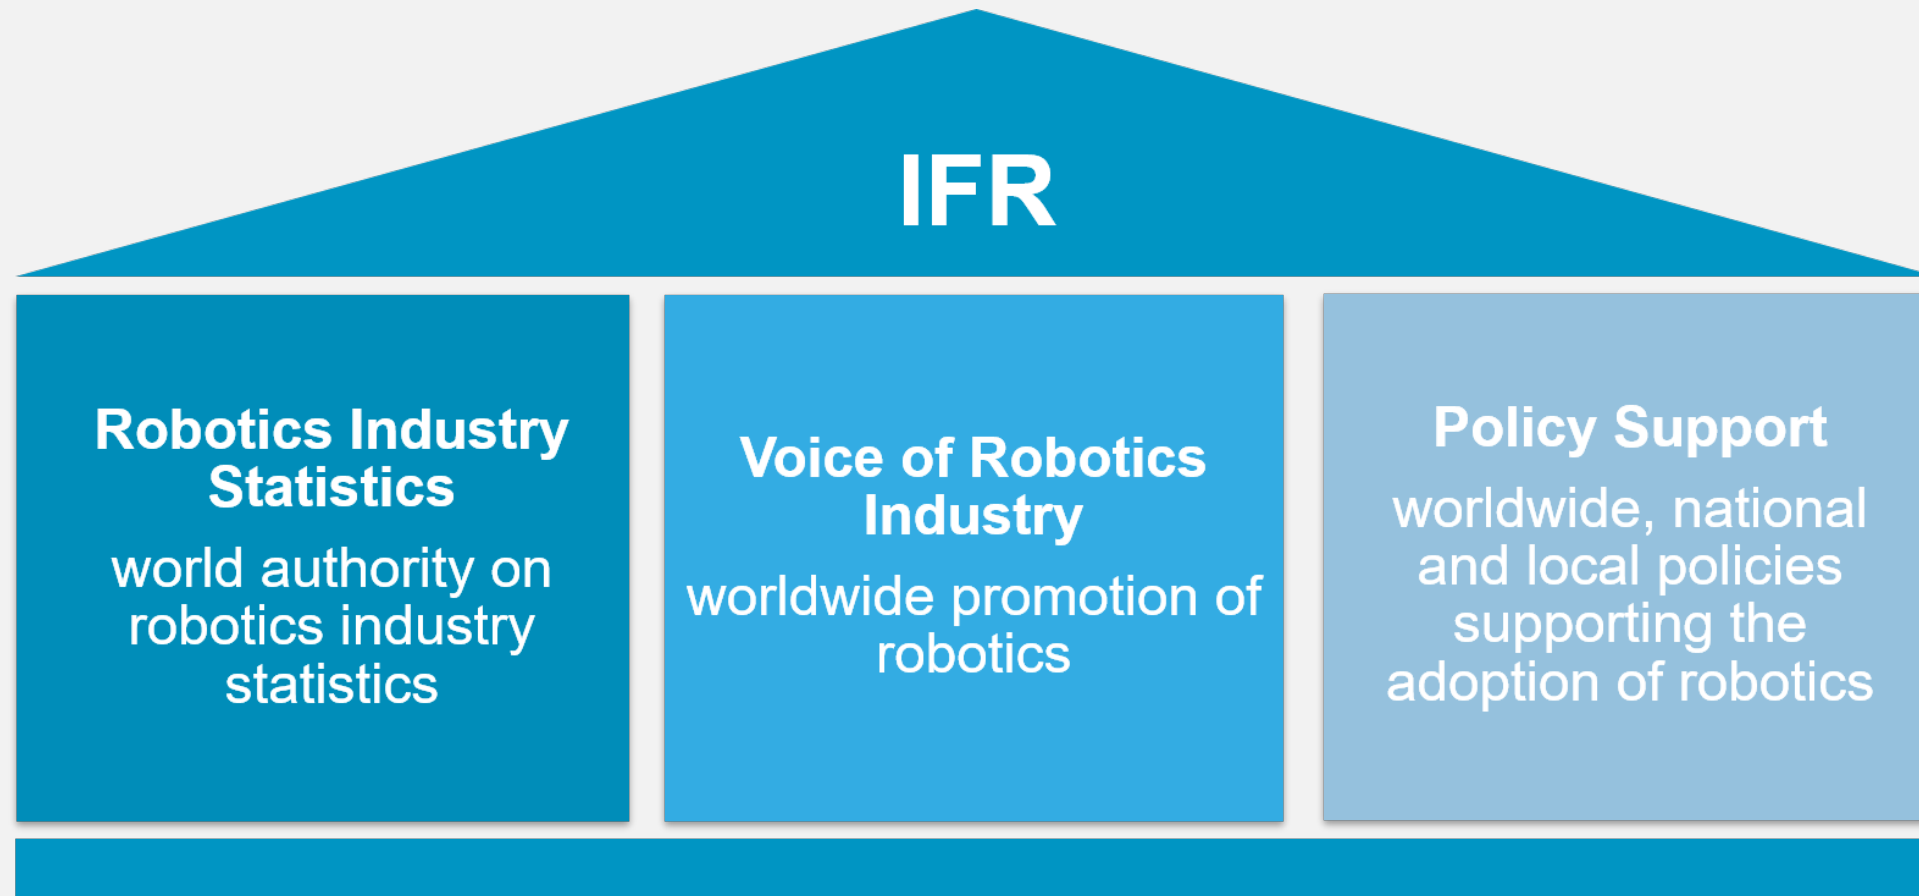 IFR
Robotics Industry
Statistics
world authority on
robotics industry
statistics
Voice of Robotics
Industry
worldwide promotion of
robotics
Policy Support
worldwide, national
and local policies
supporting the
adoption of robotics